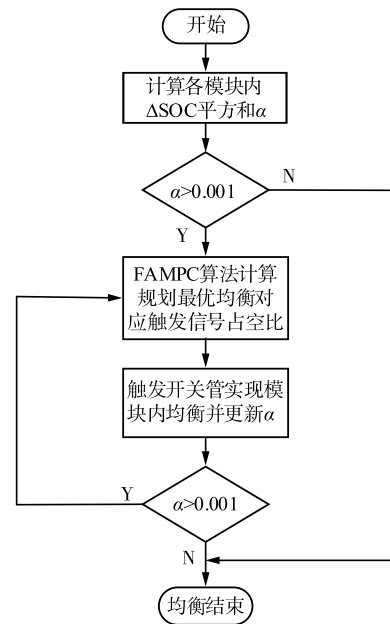 开始
计算各模块内
ΔSOC平方和α
α>0.001
N
Y
FAMPC算法计算
规划最优均衡对
应触发信号占空比
触发开关管实现模
块内均衡并更新α
Y
α>0.001
N
均衡结束